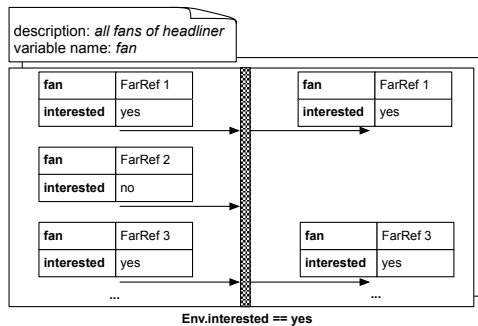 description: all fans of headliner
variable name: fan
fan FarRef 1 fan FarRef 1
interested yes interested yes
fan FarRef 2
interested no
fan FarRef 3 fan FarRef 3
interested yes interested yes
... ...
Env.interested == yes